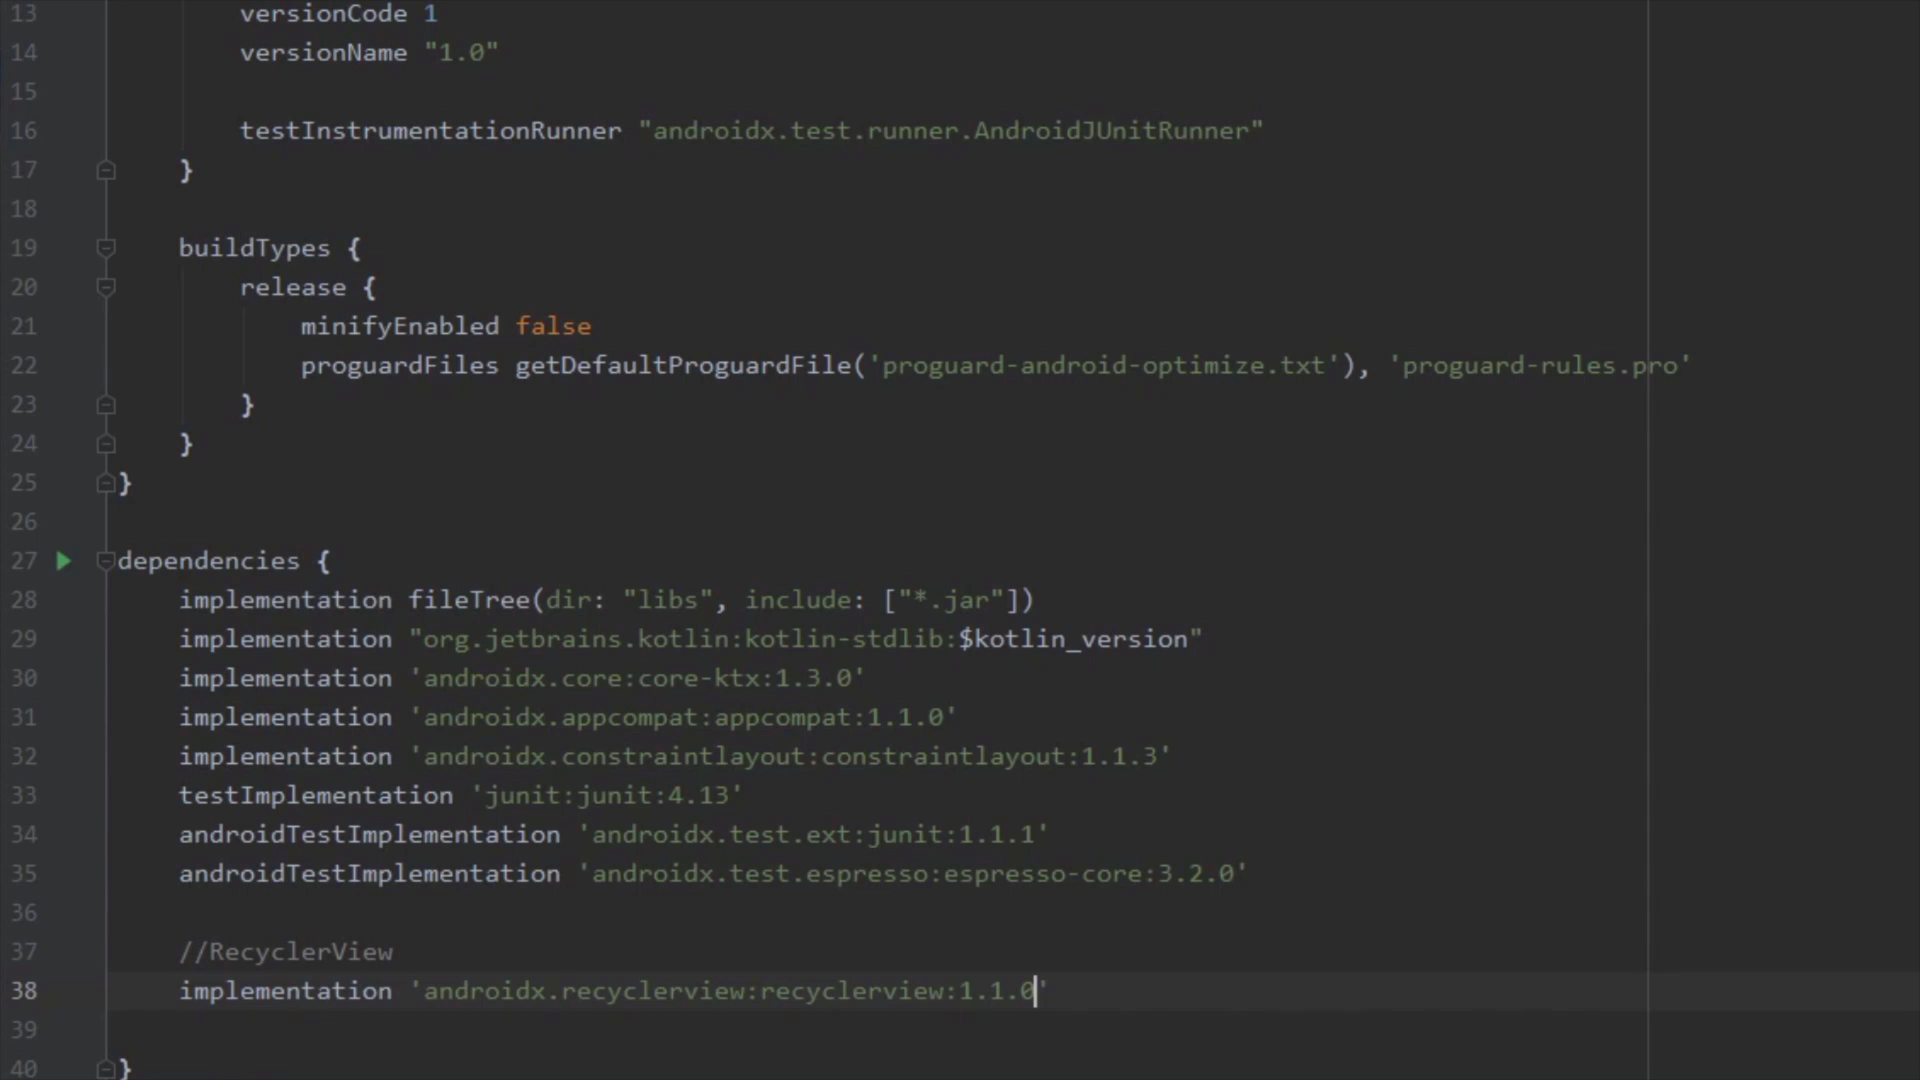 13 versionCode 1
14 versionName "1.0"
15
16 testInstrumentationRunner "androidx.test.runner.AndroidJUnitRunner"
17 }
18
19 buildTypes {
20 release {
21 minifyEnabled false
22 proguardFiles getDefaultProguardFile('proguard-android-optimize.txt'), 'proguard-rules.pro'
23 }
24 }
25 }
26
27 dependencies {
28 implementation fileTree(dir: "libs", include: ["*.jar"])
29 implementation "org.jetbrains.kotlin:kotlin-stdlib:$kotlin_version"
30 implementation 'androidx.core:core-ktx:1.3.0'
31 implementation 'androidx.appcompat:appcompat:1.1.0'
32 implementation 'androidx.constraintlayout:constraintlayout:1.1.3'
33 testImplementation 'junit:junit:4.13'
34 androidTestImplementation 'androidx.test.ext:junit:1.1.1'
35 androidTestImplementation 'androidx.test.espresso:espresso-core:3.2.0'
36
37 //RecyclerView
38 implementation 'androidx.recyclerview:recyclerview:1.1.0'
39
40 }